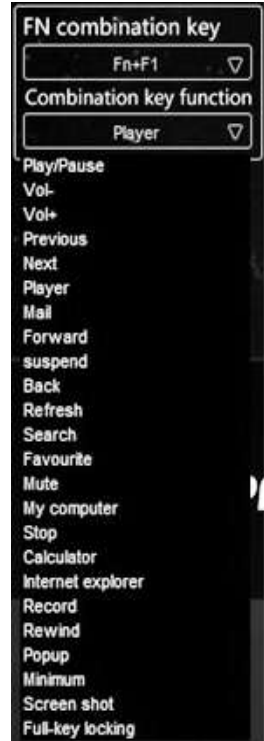 FN combination key
Fn+F1
Combination key function
Player
Play/Pause
Vol-
Vol+
Previous
Next
Player
Mail
Forward
suspend
Back
Refresh
Search
Favourite
Mute
My computer
Stop
Calculator
Internet explorer
Record
Rewind
Popup
Minimum
Screen shot
Full-key locking